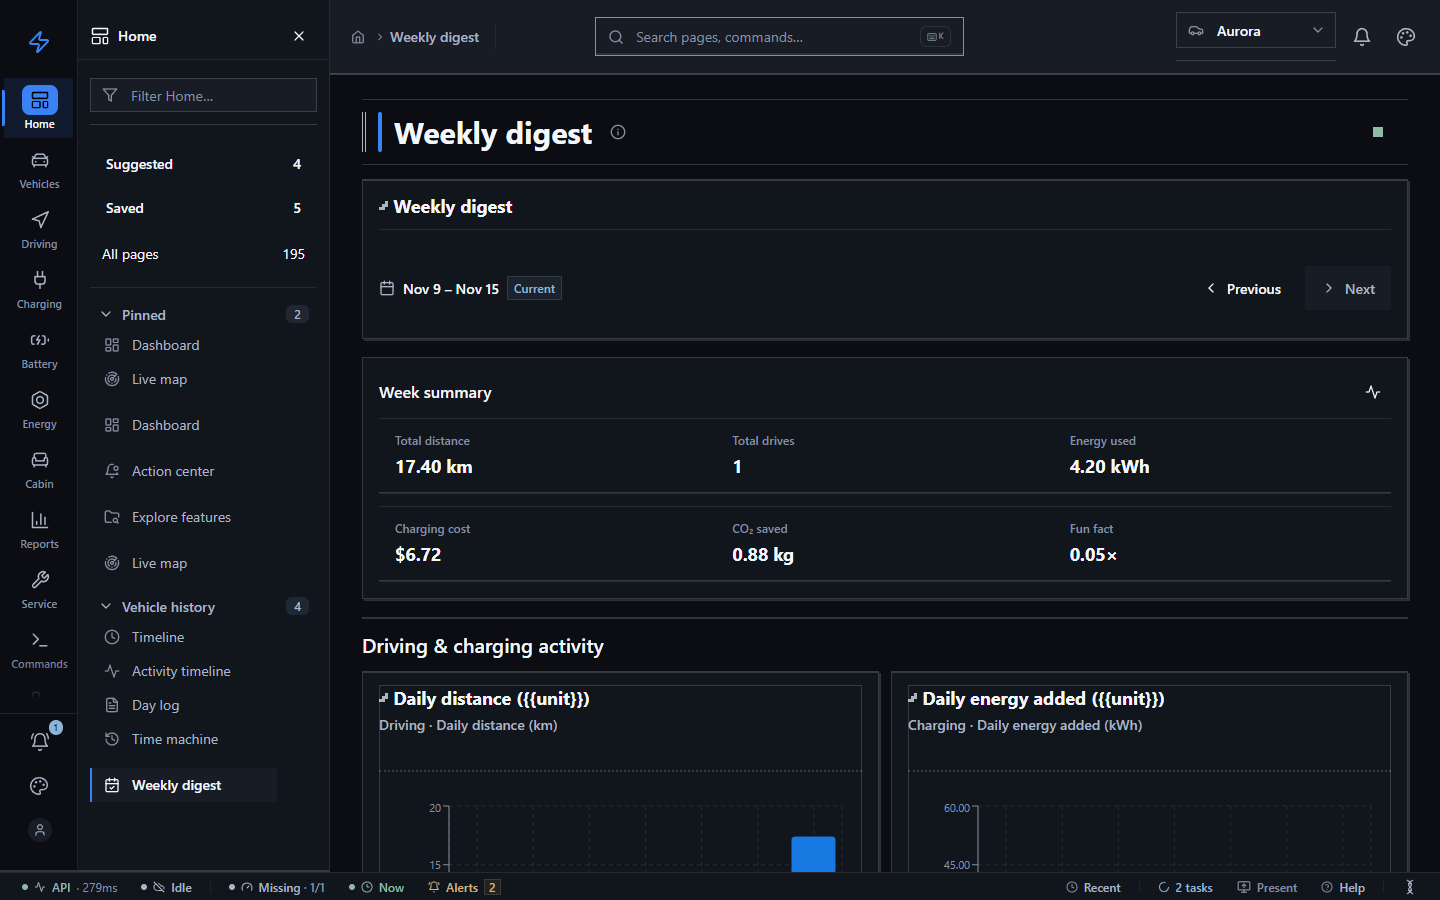 Home
Weekly digest
Search pages, commands...
K
Aurora
Home
Vehicles
Driving
Charging
Battery
Energy
Cabin
Reports
Service
Commands
1
Filter Home...
Suggested 4
Saved 5
All pages 195
Pinned 2
Dashboard
Live map
Dashboard
Action center
Explore features
Live map
Vehicle history 4
Timeline
Activity timeline
Day log
Time machine
Weekly digest
Weekly digest
Weekly digest
Nov 9 – Nov 15 Current
Previous Next
Week summary
Total distance Total drives Energy used
17.40 km 1 4.20 kWh
Charging cost CO₂ saved Fun fact
$6.72 0.88 kg 0.05×
Driving & charging activity
Daily distance ({{unit}})
Driving · Daily distance (km)
20
15
Daily energy added ({{unit}})
Charging · Daily energy added (kWh)
60.00
45.00
API · 279ms Idle Missing · 1/1 Now Alerts 2 Recent 2 tasks Present Help